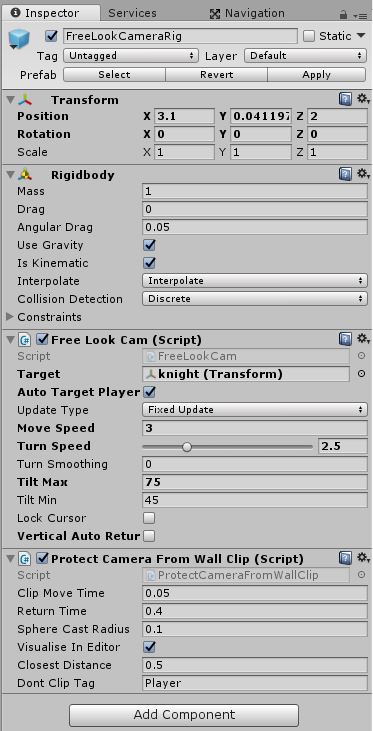 Inspector Services Navigation
FreeLookCameraRig Static
Tag Untagged Layer Default
Prefab Select Revert Apply
Transform
Position X 3.1 Y 0.041197 Z 2
Rotation X 0 Y 0 Z 0
Scale X 1 Y 1 Z 1
Rigidbody
Mass 1
Drag 0
Angular Drag 0.05
Use Gravity
Is Kinematic
Interpolate Interpolate
Collision Detection Discrete
Constraints
Free Look Cam (Script)
Script FreeLookCam
Target knight (Transform)
Auto Target Player
Update Type Fixed Update
Move Speed 3
Turn Speed 2.5
Turn Smoothing 0
Tilt Max 75
Tilt Min 45
Lock Cursor
Vertical Auto Retur
Protect Camera From Wall Clip (Script)
Script ProtectCameraFromWallClip
Clip Move Time 0.05
Return Time 0.4
Sphere Cast Radius 0.1
Visualise In Editor
Closest Distance 0.5
Dont Clip Tag Player
Add Component